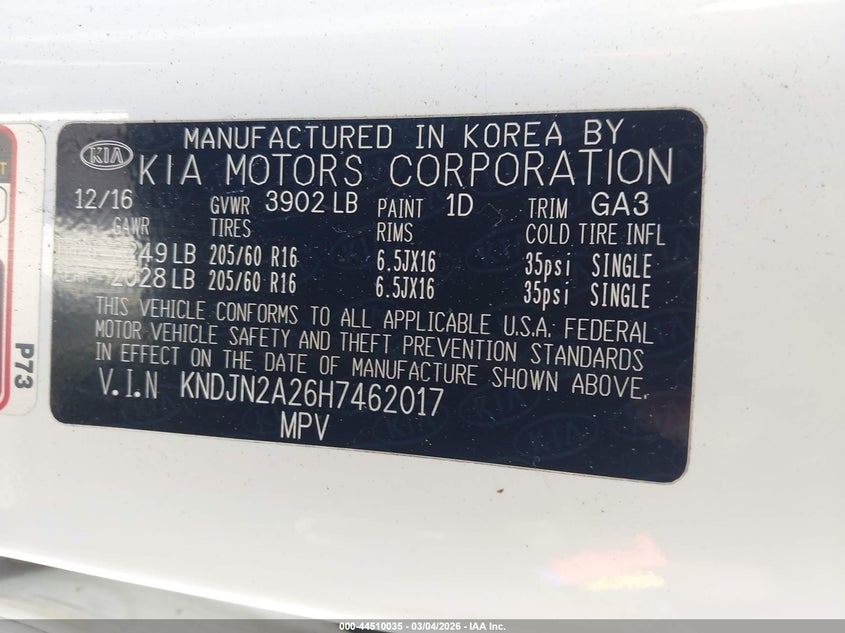 MANUFACTURED IN KOREA BY
KIA KIA MOTORS CORPORATION
12/16 GVWR 3902 LB PAINT 1D TRIM GA3
GAWR TIRES RIMS COLD TIRE INFL
249 LB 205/60 R16 6.5JX16 35psi SINGLE
2028 LB 205/60 R16 6.5JX16 35psi SINGLE
THIS VEHICLE CONFORMS TO ALL APPLICABLE U.S.A. FEDERAL
MOTOR VEHICLE SAFETY AND THEFT PREVENTION STANDARDS
IN EFFECT ON THE DATE OF MANUFACTURE SHOWN ABOVE.
V.I.N KNDJN2A26H7462017
MPV
P73
000-44510035 - 03/04/2026 - IAA Inc.